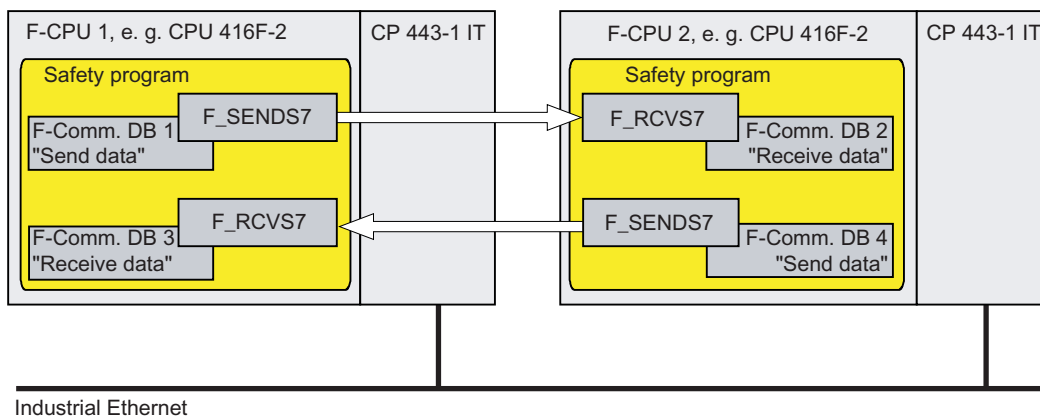 F-CPU 1, e. g. CPU 416F-2
CP 443-1 IT
Safety program
F_SENDS7
F-Comm. DB 1
"Send data"
F_RCVS7
F-Comm. DB 3
"Receive data"
F-CPU 2, e. g. CPU 416F-2
CP 443-1 IT
Safety program
F_RCVS7
F-Comm. DB 2
"Receive data"
F_SENDS7
F-Comm. DB 4
"Send data"
Industrial Ethernet